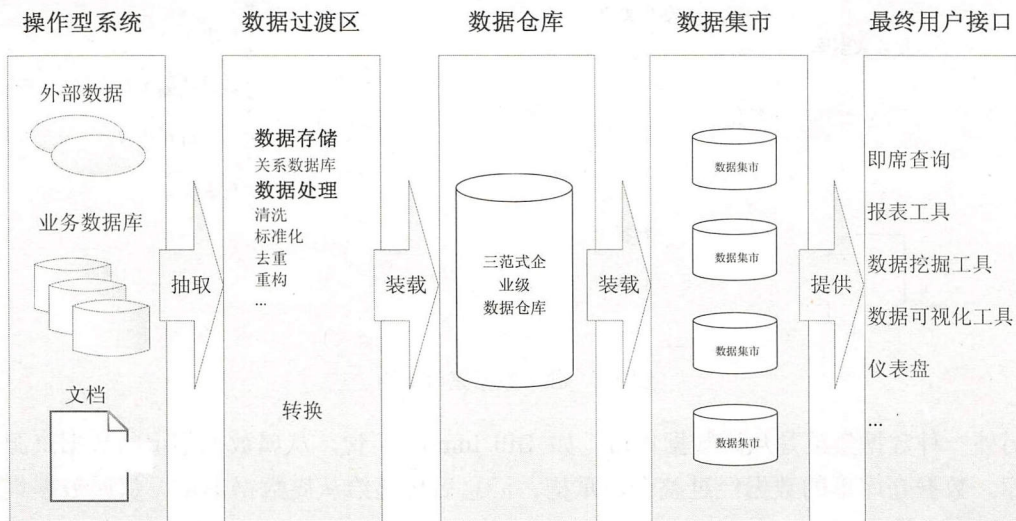 操作型系统
数据过渡区
数据仓库
数据集市
最终用户接口
外部数据
业务数据库
文档
抽取
数据存储
关系数据库
数据处理
清洗
标准化
去重
重构
...
转换
装载
三范式企
业级
数据仓库
装载
数据集市
数据集市
数据集市
数据集市
提供
即席查询
报表工具
数据挖掘工具
数据可视化工具
仪表盘
...